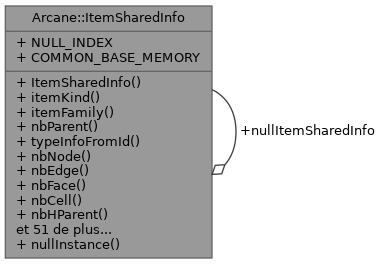 Arcane::ItemSharedInfo
+ NULL_INDEX
+ COMMON_BASE_MEMORY
+ ItemSharedInfo()
+ itemKind()
+ itemFamily()
+ nbParent()
+ typeInfoFromId()
+ nbNode()
+ nbEdge()
+ nbFace()
+ nbCell()
+ nbHParent()
et 51 de plus...
+ nullInstance()
+nullItemSharedInfo